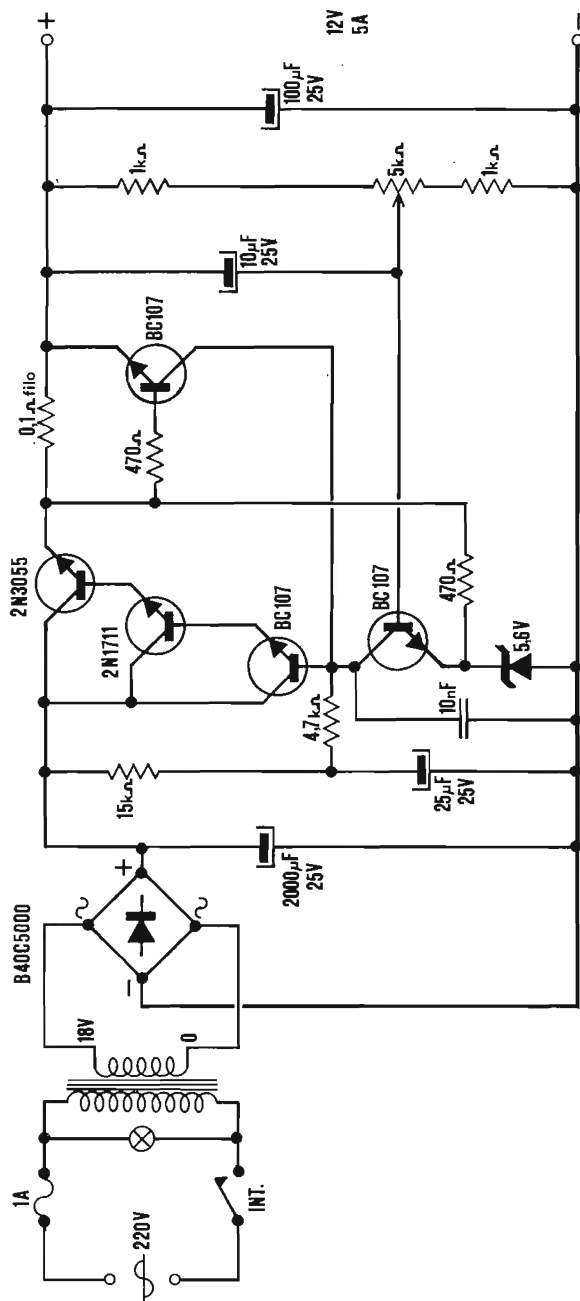 220V
1A
INT.
18V
0
B40C5000
~
~
+
−
2000µF
25V
15kΩ
4,7kΩ
25µF
25V
2N3055
2N1711
BC107
10nF
BC107
5,6V
470Ω
470Ω
0,1Ω filo
BC107
10µF
25V
1kΩ
5kΩ
1kΩ
100µF
25V
+
12V
5A
−